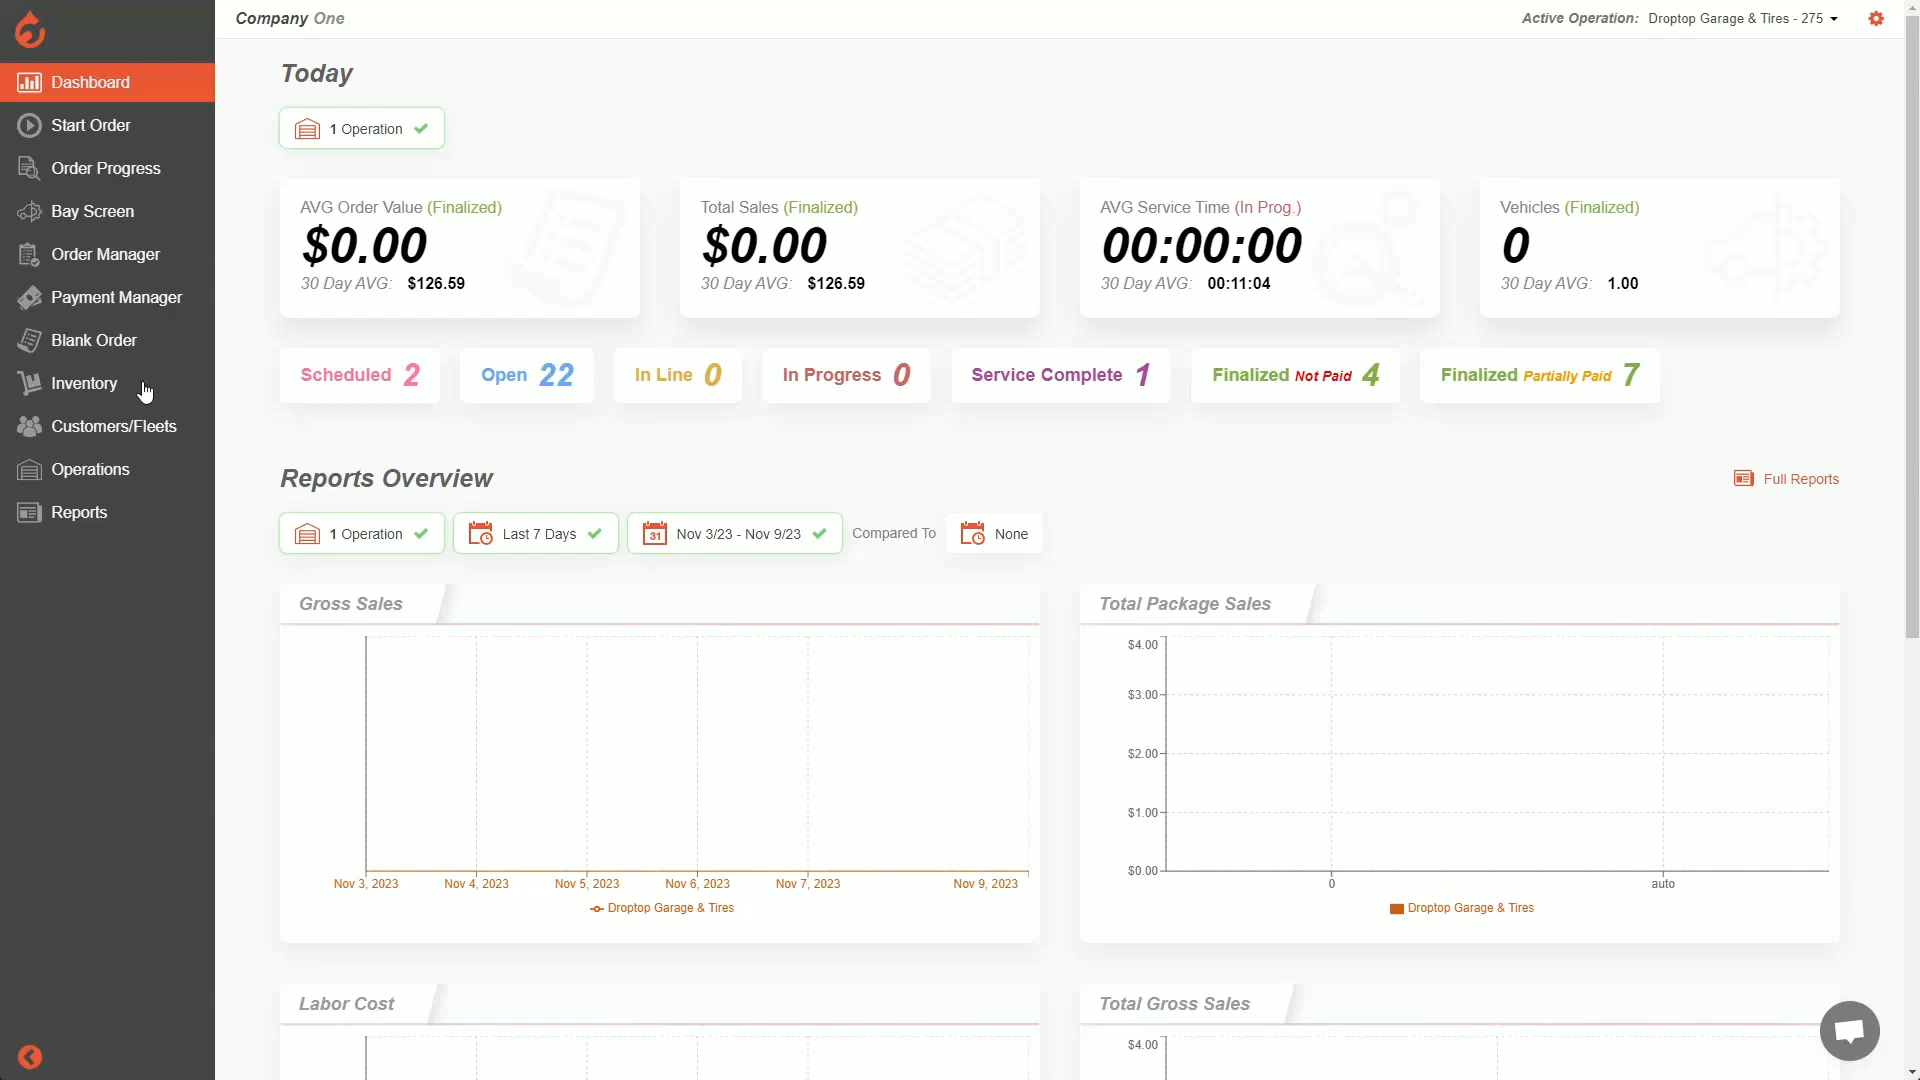 Company One
Active Operation: Droptop Garage & Tires - 275
Dashboard
Start Order
Order Progress
Bay Screen
Order Manager
Payment Manager
Blank Order
Inventory
Customers/Fleets
Operations
Reports
Today
1 Operation
AVG Order Value (Finalized)
$0.00
30 Day AVG: $126.59
Total Sales (Finalized)
$0.00
30 Day AVG: $126.59
AVG Service Time (In Prog.)
00:00:00
30 Day AVG: 00:11:04
Vehicles (Finalized)
0
30 Day AVG: 1.00
Scheduled 2
Open 22
In Line 0
In Progress 0
Service Complete 1
Finalized Not Paid 4
Finalized Partially Paid 7
Reports Overview
Full Reports
1 Operation
Last 7 Days
31 Nov 3/23 - Nov 9/23
Compared To
None
Gross Sales
Nov 3, 2023 Nov 4, 2023 Nov 5, 2023 Nov 6, 2023 Nov 7, 2023 Nov 9, 2023
Droptop Garage & Tires
Total Package Sales
$4.00
$3.00
$2.00
$1.00
$0.00
0 auto
Droptop Garage & Tires
Labor Cost
Total Gross Sales
$4.00